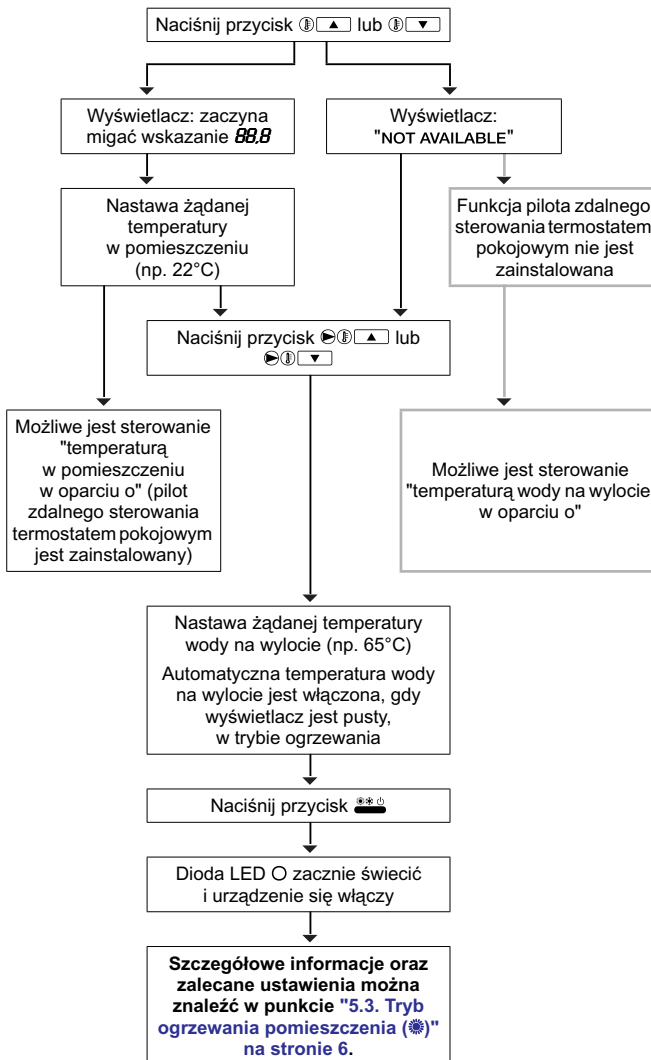 Naciśnij przycisk ▲ lub ▼
Wyświetlacz: zaczyna
migać wskazanie 88.8
Wyświetlacz:
"NOT AVAILABLE"
Nastawa żądanej
temperatury
w pomieszczeniu
(np. 22°C)
Funkcja pilota zdalnego
sterowania termostatem
pokojowym nie jest
zainstalowana
Naciśnij przycisk ▲ lub
▼
Możliwe jest sterowanie
"temperaturą
w pomieszczeniu
w oparciu o" (pilot
zdalnego sterowania
termostatem pokojowym
jest zainstalowany)
Możliwe jest sterowanie
"temperaturą wody na wylocie
w oparciu o"
Nastawa żądanej temperatury
wody na wylocie (np. 65°C)
Automatyczna temperatura wody
na wylocie jest włączona, gdy
wyświetlacz jest pusty,
w trybie ogrzewania
Naciśnij przycisk
Dioda LED zacznie świecić
i urządzenie się włączy
Szczegółowe informacje oraz
zalecane ustawienia można
znaleźć w punkcie "5.3. Tryb
ogrzewania pomieszczenia (☀)"
na stronie 6.